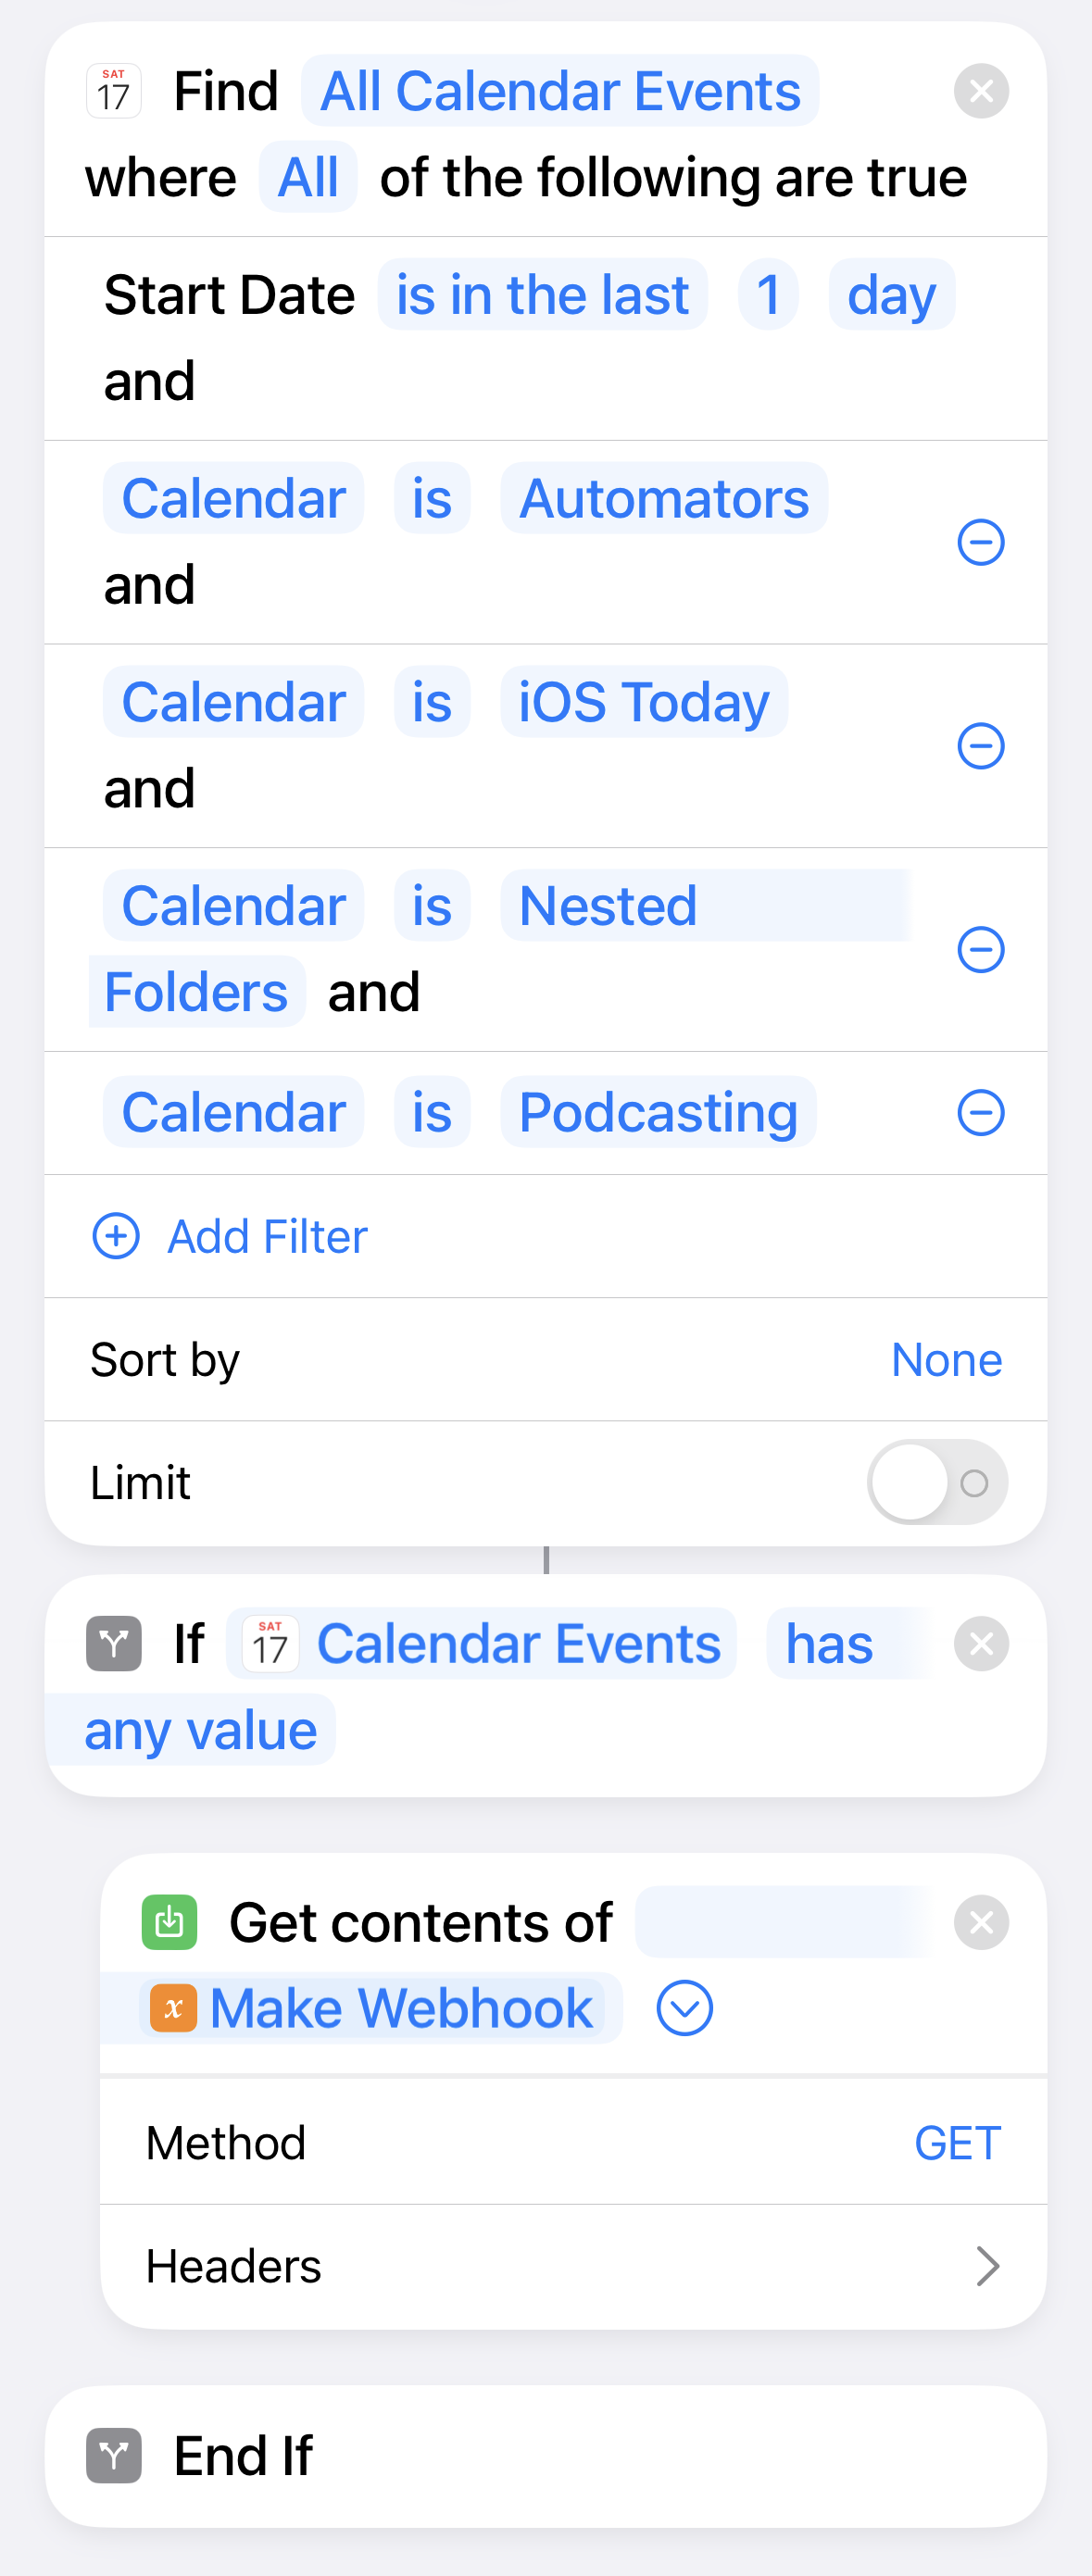 SAT
17 Find All Calendar Events
where All of the following are true
Start Date is in the last 1 day
and
Calendar is Automators
and
Calendar is iOS Today
and
Calendar is Nested
Folders and
Calendar is Podcasting
Add Filter
Sort by None
Limit
SAT
If 17 Calendar Events has
any value
Get contents of
x Make Webhook
Method GET
Headers
End If